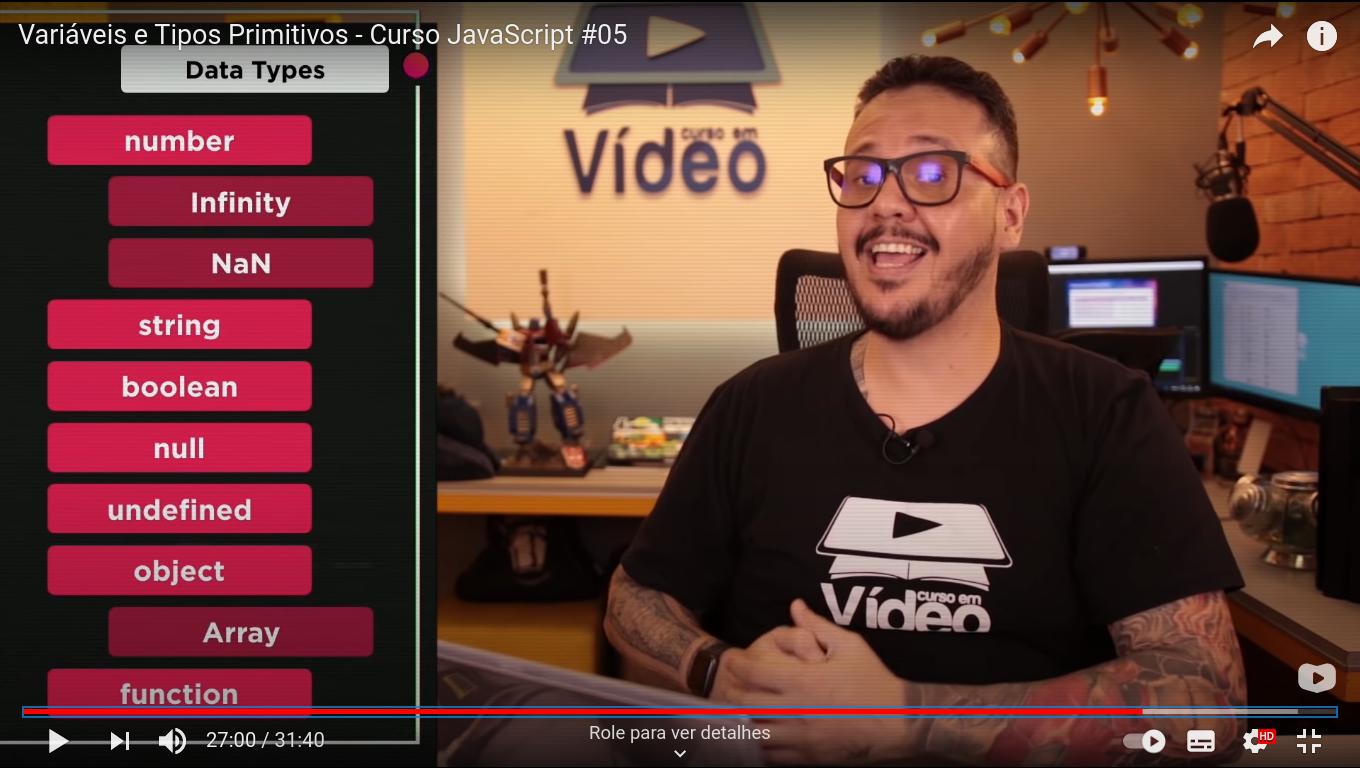 Variáveis e Tipos Primitivos - Curso JavaScript #05
Data Types
number
Infinity
NaN
string
boolean
null
undefined
object
Array
function
curso em
Vídeo
curso em
Vídeo
27:00 / 31:40
Role para ver detalhes
HD